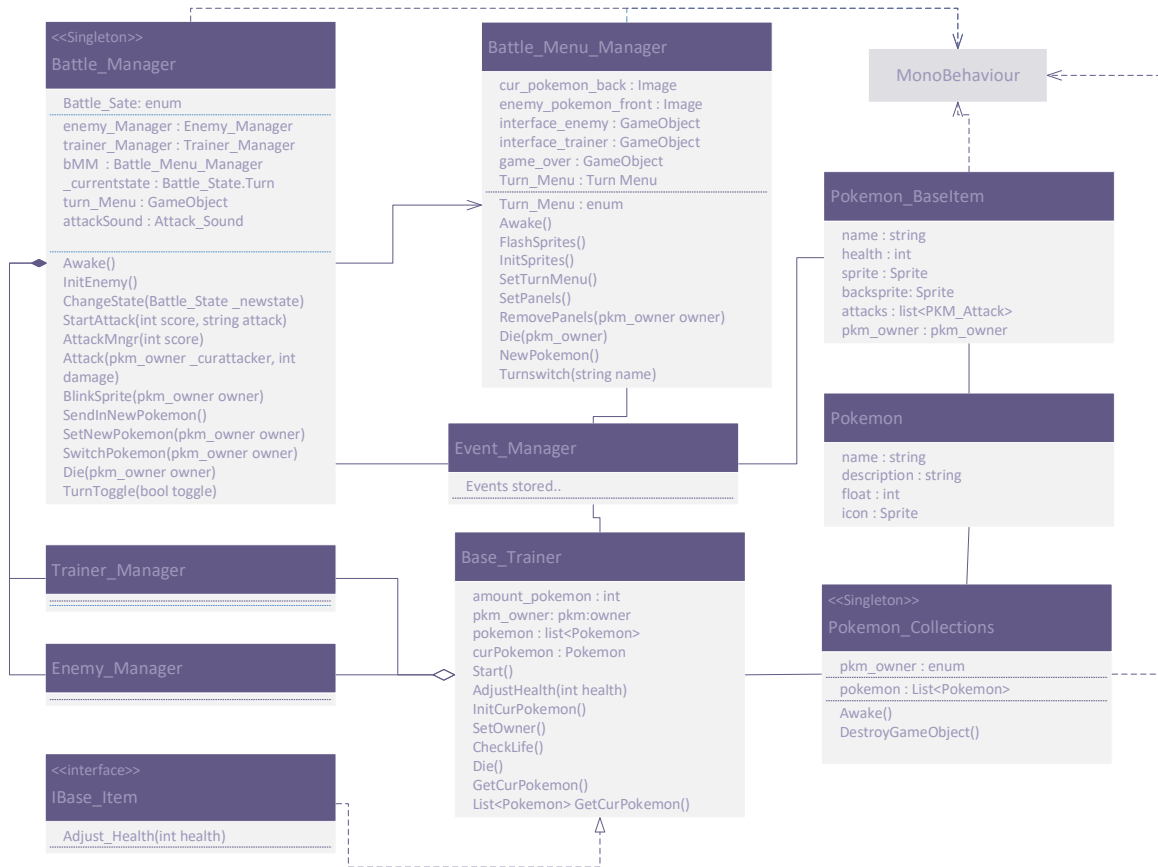 <<Singleton>>
Battle_Manager
Battle_Sate: enum
enemy_Manager : Enemy_Manager
trainer_Manager : Trainer_Manager
bMM : Battle_Menu_Manager
_currentstate : Battle_State.Turn
turn_Menu : GameObject
attackSound : Attack_Sound
Awake()
InitEnemy()
ChangeState(Battle_State _newstate)
StartAttack(int score, string attack)
AttackMngr(int score)
Attack(pkm_owner _curattacker, int
damage)
BlinkSprite(pkm_owner owner)
SendInNewPokemon()
SetNewPokemon(pkm_owner owner)
SwitchPokemon(pkm_owner owner)
Die(pkm_owner owner)
TurnToggle(bool toggle)
Battle_Menu_Manager
cur_pokemon_back : Image
enemy_pokemon_front : Image
interface_enemy : GameObject
interface_trainer : GameObject
game_over : GameObject
Turn_Menu : Turn Menu
Turn_Menu : enum
Awake()
FlashSprites()
InitSprites()
SetTurnMenu()
SetPanels()
RemovePanels(pkm_owner owner)
Die(pkm_owner)
NewPokemon()
Turnswitch(string name)
MonoBehaviour
Pokemon_BaseItem
name : string
health : int
sprite : Sprite
backsprite: Sprite
attacks : list<PKM_Attack>
pkm_owner : pkm_owner
Pokemon
name : string
description : string
float : int
icon : Sprite
Event_Manager
Events stored..
Trainer_Manager
Enemy_Manager
Base_Trainer
amount_pokemon : int
pkm_owner: pkm:owner
pokemon : list<Pokemon>
curPokemon : Pokemon
Start()
AdjustHealth(int health)
InitCurPokemon()
SetOwner()
CheckLife()
Die()
GetCurPokemon()
List<Pokemon> GetCurPokemon()
<<Singleton>>
Pokemon_Collections
pkm_owner : enum
pokemon : List<Pokemon>
Awake()
DestroyGameObject()
<<interface>>
IBase_Item
Adjust_Health(int health)